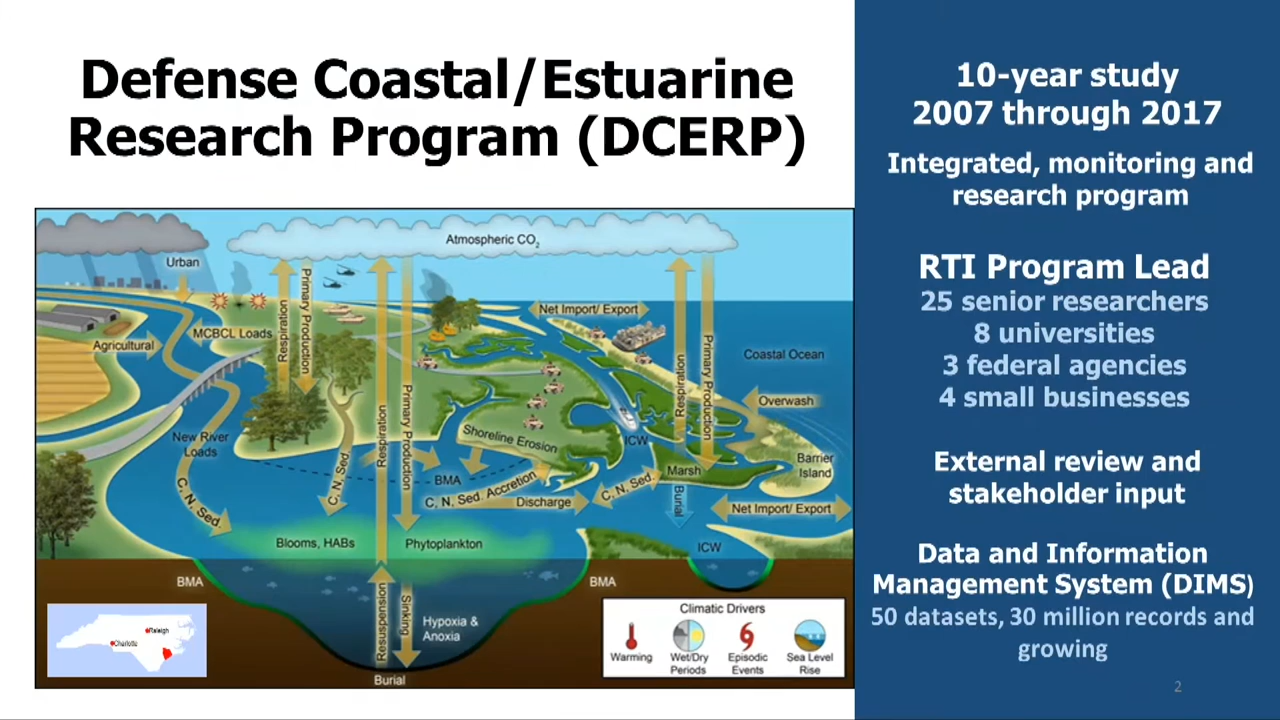 Defense Coastal/Estuarine
Research Program (DCERP)
Atmospheric CO₂
Urban
Respiration
Primary Production
MCBCL Loads
Agricultural
Net Import/ Export
Coastal Ocean
Respiration
Primary Production
Overwash
Respiration
Primary Production
New River
Loads
Shoreline Erosion
ICW
Barrier
Island
Marsh
C, N, Sed.
C, N, Sed.
BMA
C, N, Sed. Accretion
Discharge
C, N, Sed.
Burial
Net Import/ Export
Blooms, HABs
Phytoplankton
ICW
BMA
BMA
Resuspension
Sinking
Hypoxia &
Anoxia
Burial
Raleigh
Charlotte
Climatic Drivers
Warming
Wet/Dry
Periods
Episodic
Events
Sea Level
Rise
10-year study
2007 through 2017
Integrated, monitoring and
research program
RTI Program Lead
25 senior researchers
8 universities
3 federal agencies
4 small businesses
External review and
stakeholder input
Data and Information
Management System (DIMS)
50 datasets, 30 million records and
growing
2